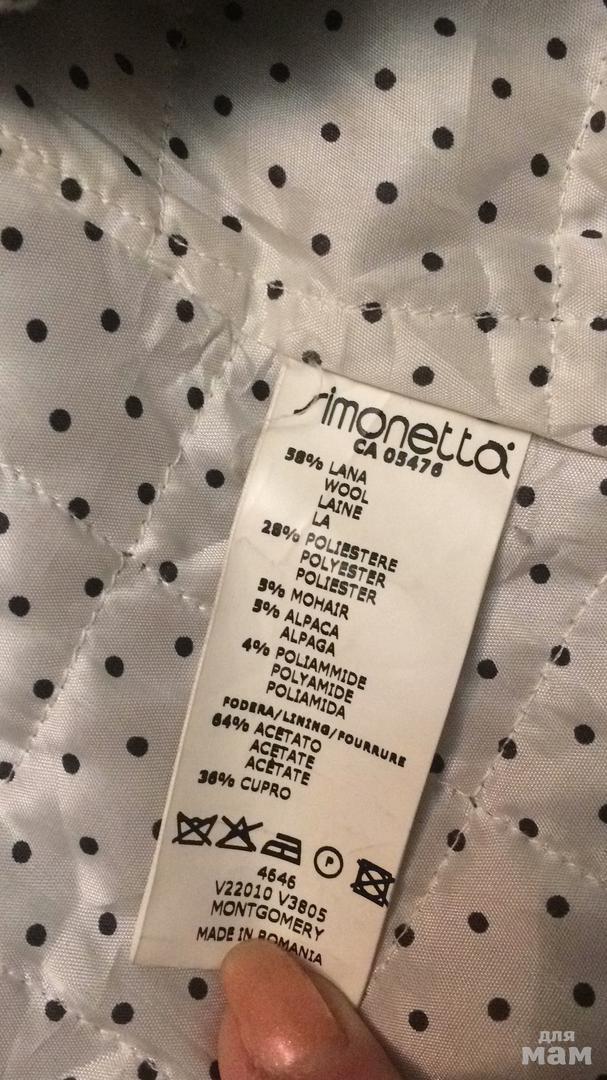 simonetta
CA 05476
58% LANA
WOOL
LAINE
LA
28% POLIESTERE
POLYESTER
POLIESTER
5% MOHAIR
5% ALPACA
ALPAGA
4% POLIAMMIDE
POLYAMIDE
POLIAMIDA
FODERA/LINING/FOURRURE
64% ACETATO
ACETATE
ACÉTATE
36% CUPRO
P
4646
V22010 V3805
MONTGOMERY
MADE IN ROMANIA
для
мам